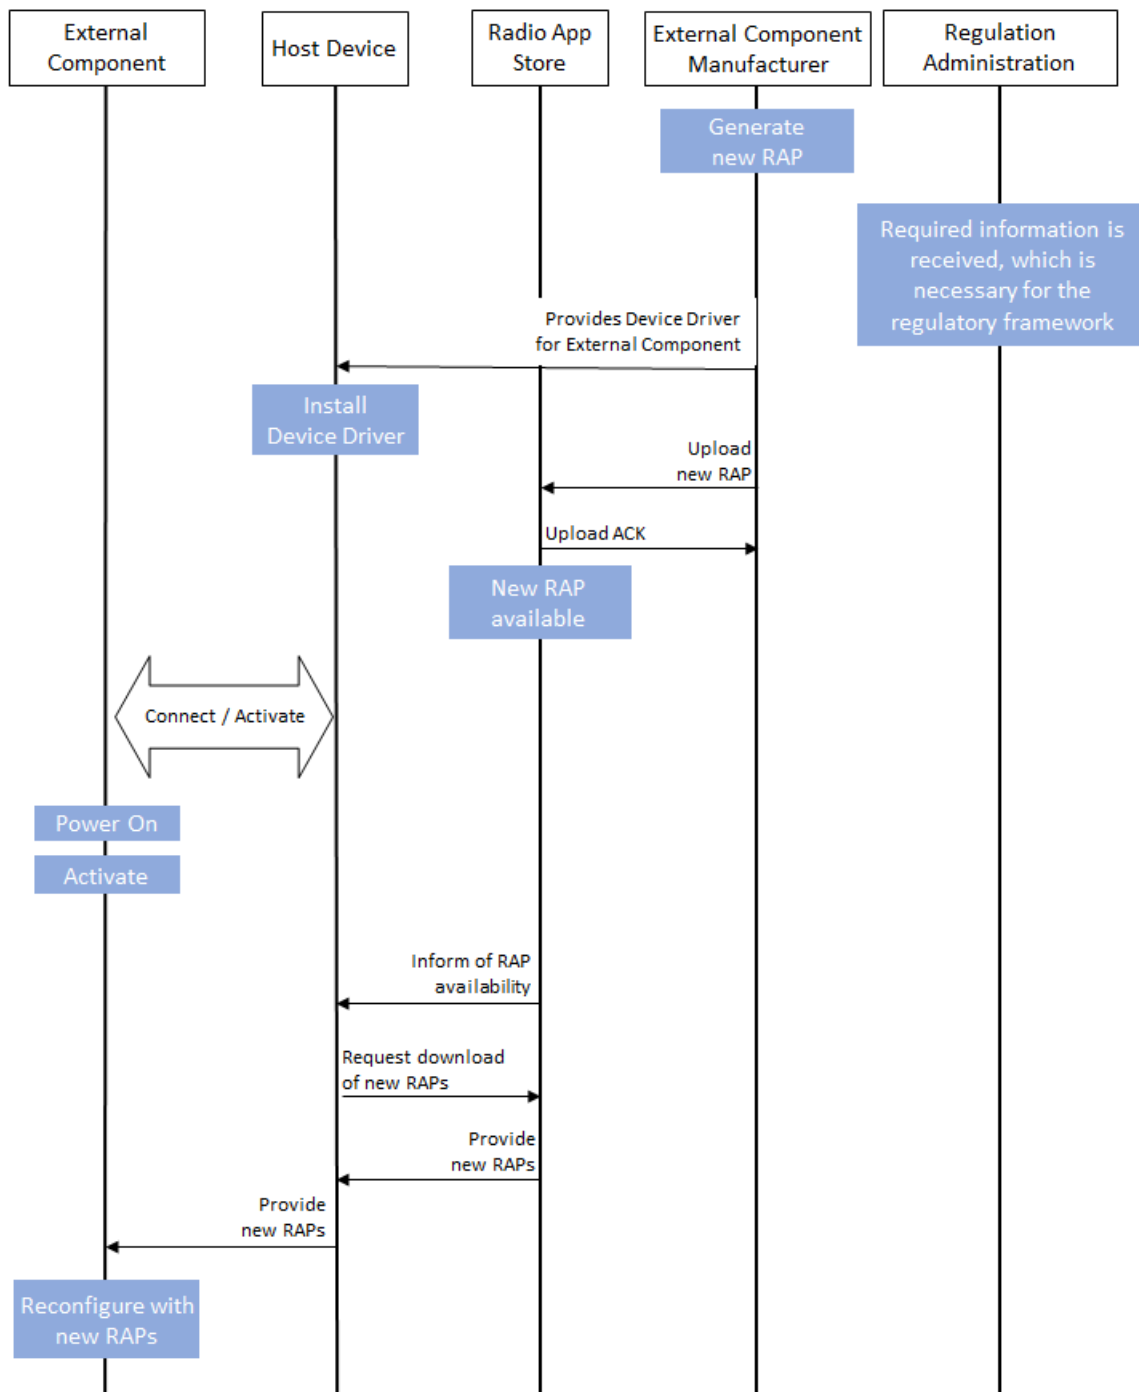 External
Component
Host Device
Radio App
Store
External Component
Manufacturer
Regulation
Administration
Generate
new RAP
Required information is
received, which is
necessary for the
regulatory framework
Provides Device Driver
for External Component
Install
Device Driver
Upload
new RAP
Upload ACK
New RAP
available
Connect / Activate
Power On
Activate
Inform of RAP
availability
Request download
of new RAPs
Provide
new RAPs
Provide
new RAPs
Reconfigure with
new RAPs